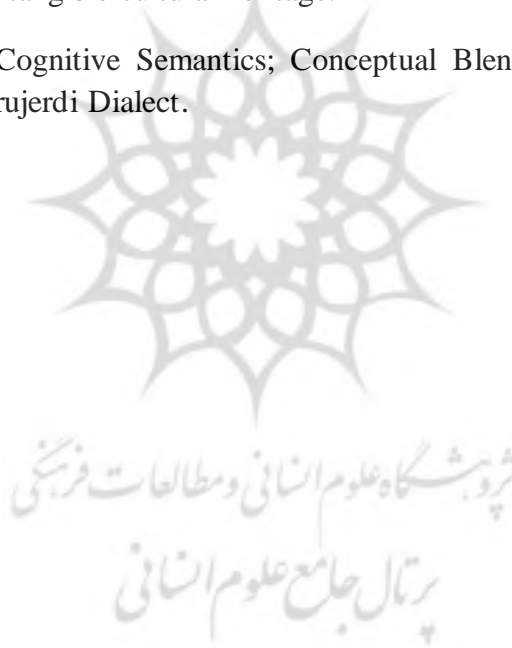 Cognitive Semantics; Conceptual Blen
rujerdi Dialect.
پژوهشگاه علوم انسانی و مطالعات فرهنگی
پرتال جامع علوم انسانی